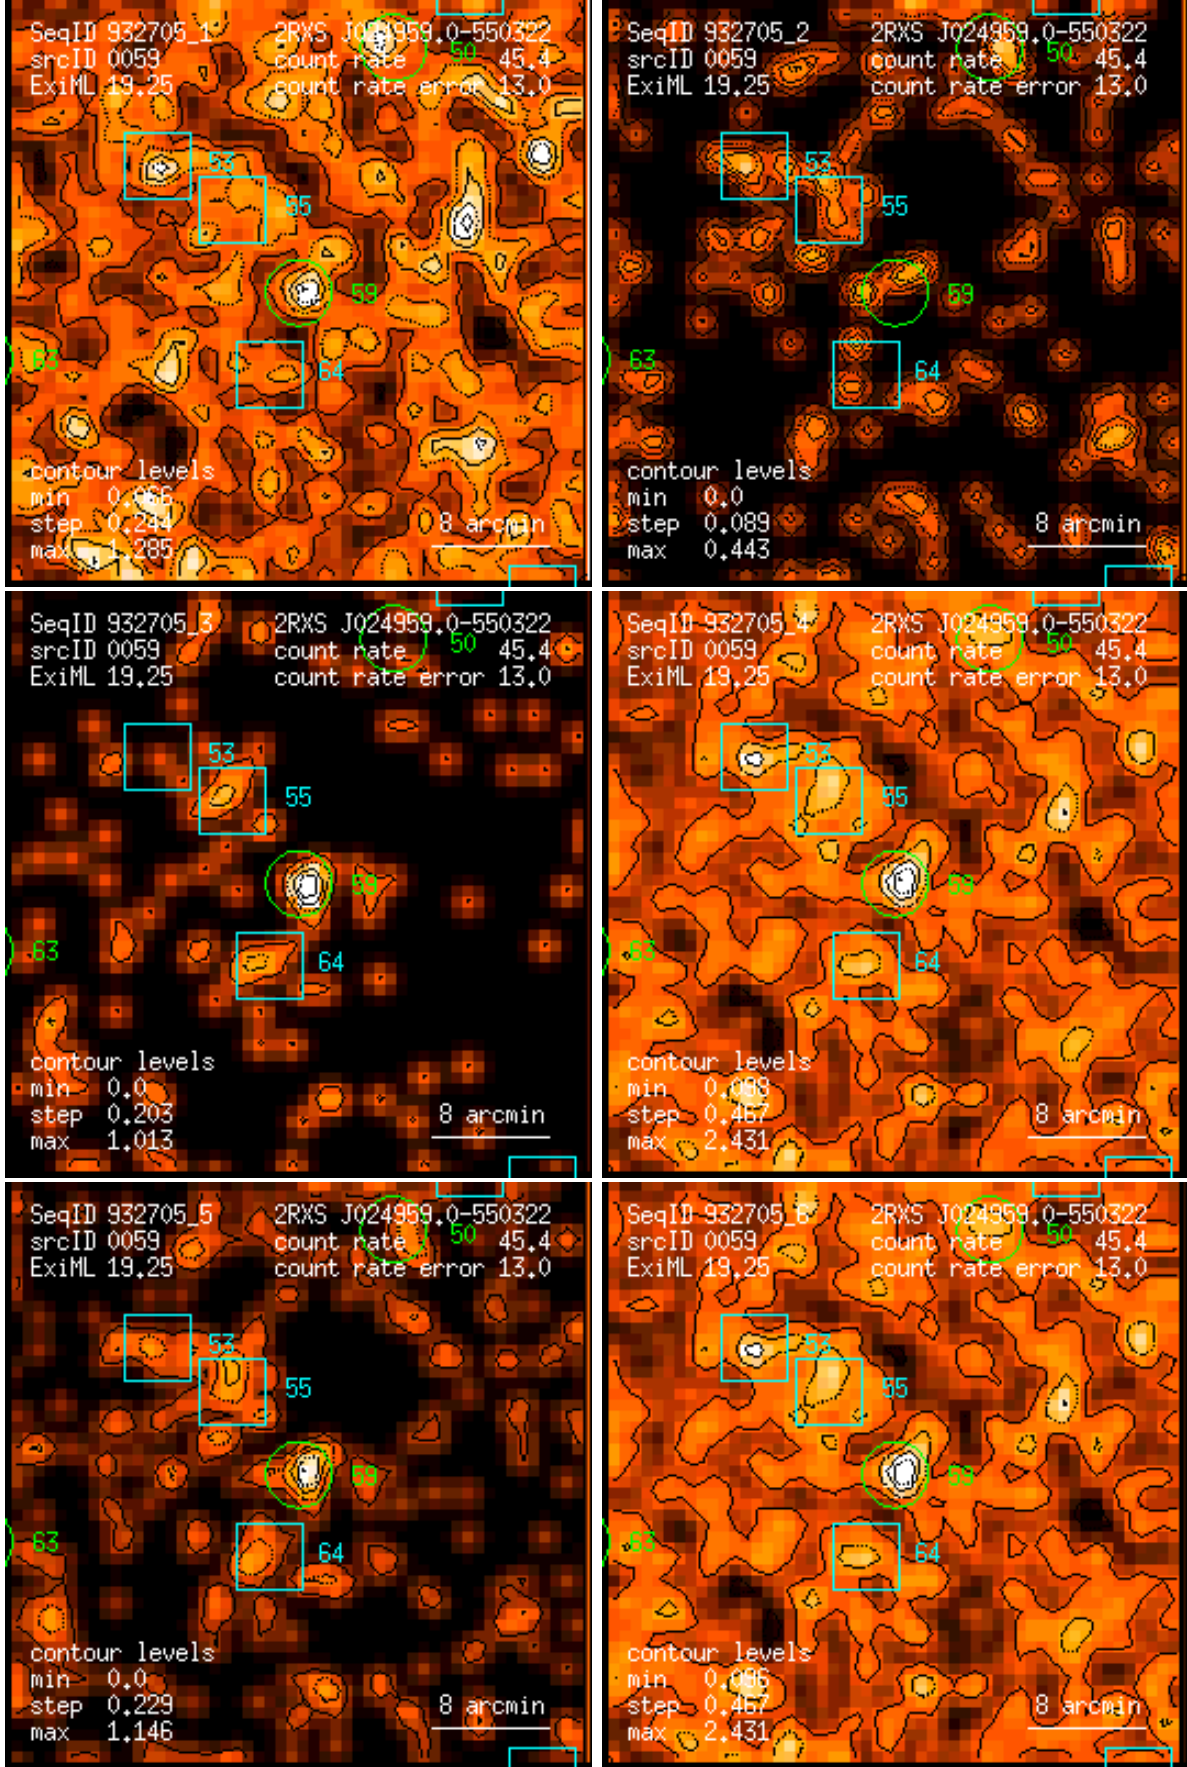 SeqID 932705_1 2RXS J024959.0-550322
srcID 0059 count rate 50 45.4
ExiML 19.25 count rate error 13.0
53
55
59
63 64
contour levels
min 0.066
step 0.244 8 arcmin
max 1.285
SeqID 932705_2 2RXS J024959.0-550322
srcID 0059 count rate 50 45.4
ExiML 19.25 count rate error 13.0
53
55
59
63 64
contour levels
min 0.0
step 0.089 8 arcmin
max 0.443
SeqID 932705_3 2RXS J024959.0-550322
srcID 0059 count rate 50 45.4
ExiML 19.25 count rate error 13.0
53
55
59
63 64
contour levels
min 0.0
step 0.203 8 arcmin
max 1.013
SeqID 932705_4 2RXS J024959.0-550322
srcID 0059 count rate 50 45.4
ExiML 19.25 count rate error 13.0
53
55
59
63 64
contour levels
min 0.098
step 0.467 8 arcmin
max 2.431
SeqID 932705_5 2RXS J024959.0-550322
srcID 0059 count rate 50 45.4
ExiML 19.25 count rate error 13.0
53
55
59
63 64
contour levels
min 0.0
step 0.229 8 arcmin
max 1.146
SeqID 932705_6 2RXS J024959.0-550322
srcID 0059 count rate 50 45.4
ExiML 19.25 count rate error 13.0
53
55
59
63 64
contour levels
min 0.096
step 0.467 8 arcmin
max 2.431